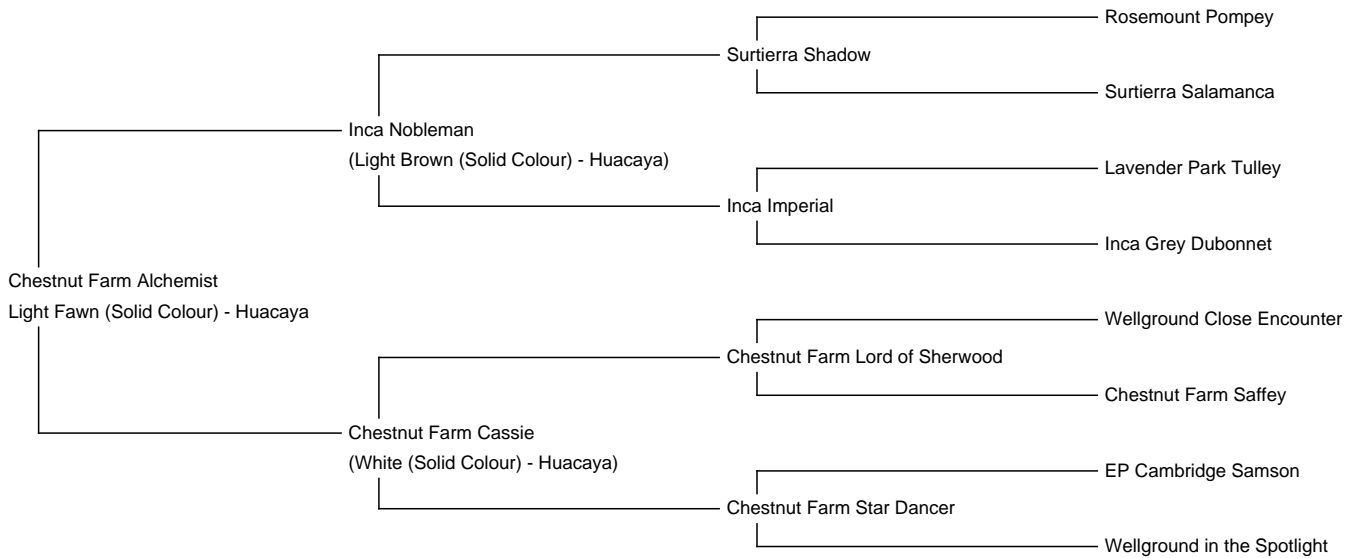 Rosemount Pompey
Surtierra Shadow
Surtierra Salamanca
Inca Nobleman
(Light Brown (Solid Colour) - Huacaya)
Lavender Park Tulley
Inca Imperial
Inca Grey Dubonnet
Chestnut Farm Alchemist
Light Fawn (Solid Colour) - Huacaya
Wellground Close Encounter
Chestnut Farm Lord of Sherwood
Chestnut Farm Saffey
Chestnut Farm Cassie
(White (Solid Colour) - Huacaya)
EP Cambridge Samson
Chestnut Farm Star Dancer
Wellground in the Spotlight